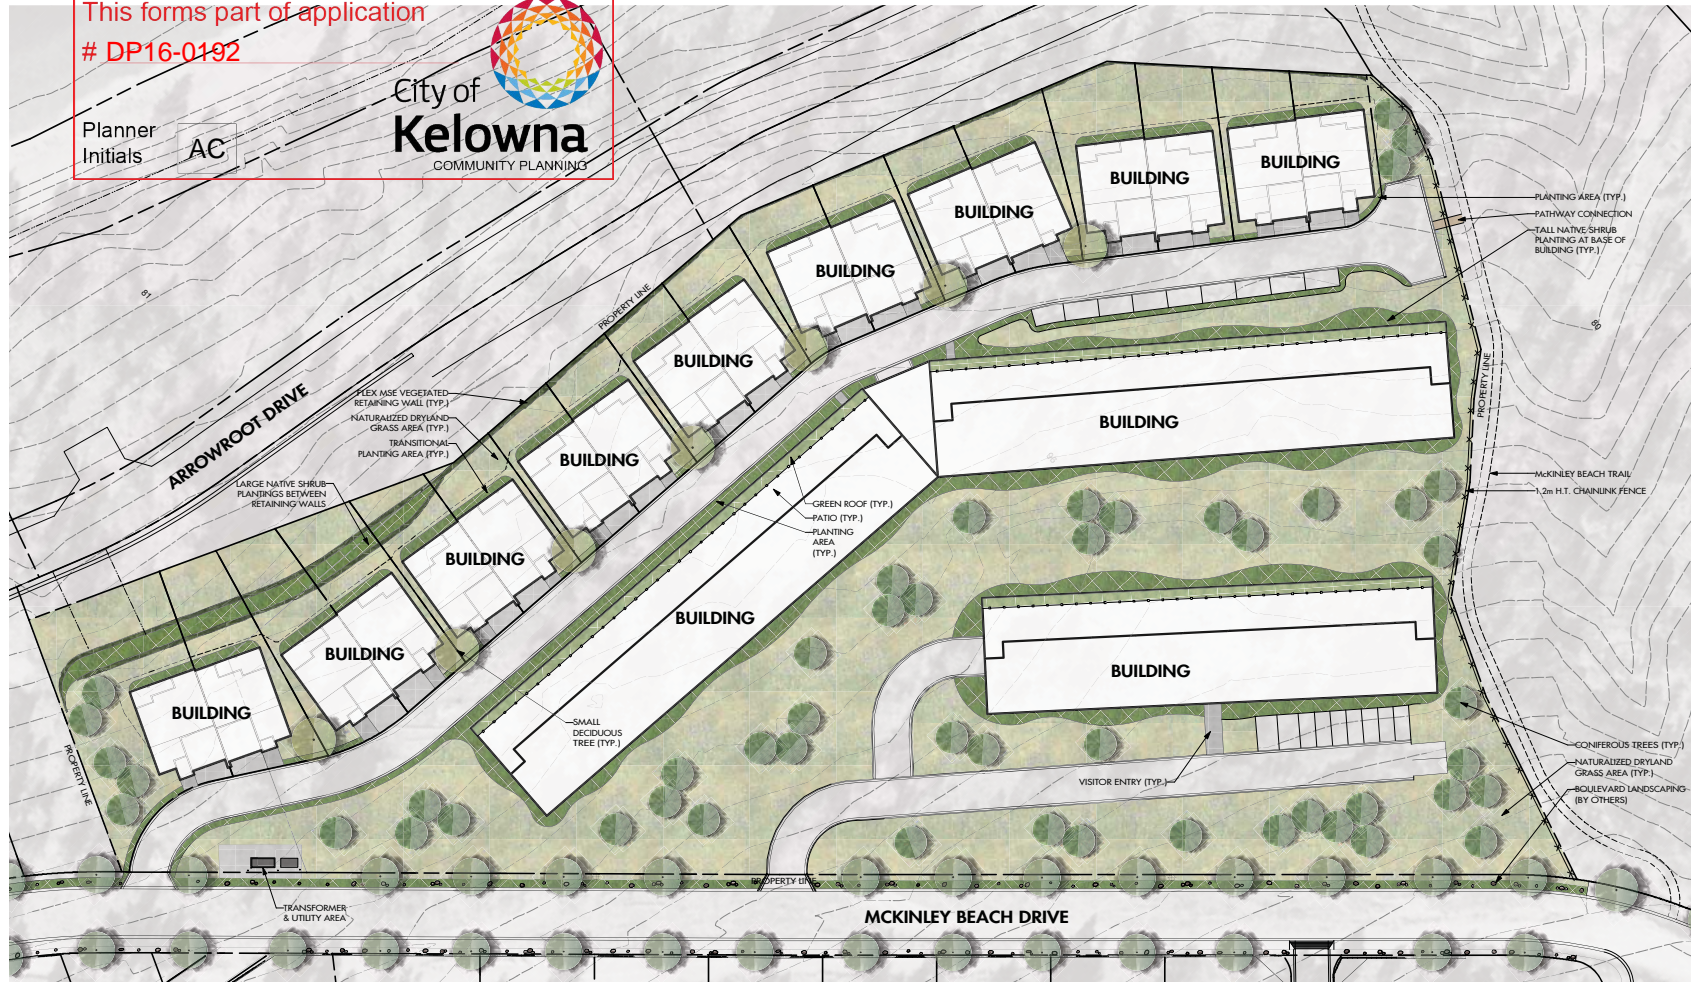 This forms part of application
# DP16-0192
City of
Kelowna
COMMUNITY PLANNING
Planner
Initials
AC
BUILDING
BUILDING
BUILDING
BUILDING
BUILDING
BUILDING
BUILDING
BUILDING
BUILDING
BUILDING
BUILDING
BUILDING
PLANTING AREA (TYP.)
PATHWAY CONNECTION
TALL NATIVE SHRUB
PLANTING AT BASE OF
BUILDING (TYP.)
81
80
PROPERTY LINE
PROPERTY LINE
ARROWROOT DRIVE
FLEX MSE VEGETATED
RETAINING WALL (TYP.)
NATURALIZED DRYLAND
GRASS AREA (TYP.)
TRANSITIONAL
PLANTING AREA (TYP.)
LARGE NATIVE SHRUB
PLANTINGS BETWEEN
RETAINING WALLS
GREEN ROOF (TYP.)
PATIO (TYP.)
PLANTING
AREA
(TYP.)
McKINLEY BEACH TRAIL
1.2m H.T. CHAINLINK FENCE
SMALL
DECIDUOUS
TREE (TYP.)
PROPERTY LINE
VISITOR ENTRY (TYP.)
CONIFEROUS TREES (TYP.)
NATURALIZED DRYLAND
GRASS AREA (TYP.)
BOULEVARD LANDSCAPING
(BY OTHERS)
PROPERTY LINE
TRANSFORMER
& UTILITY AREA
MCKINLEY BEACH DRIVE